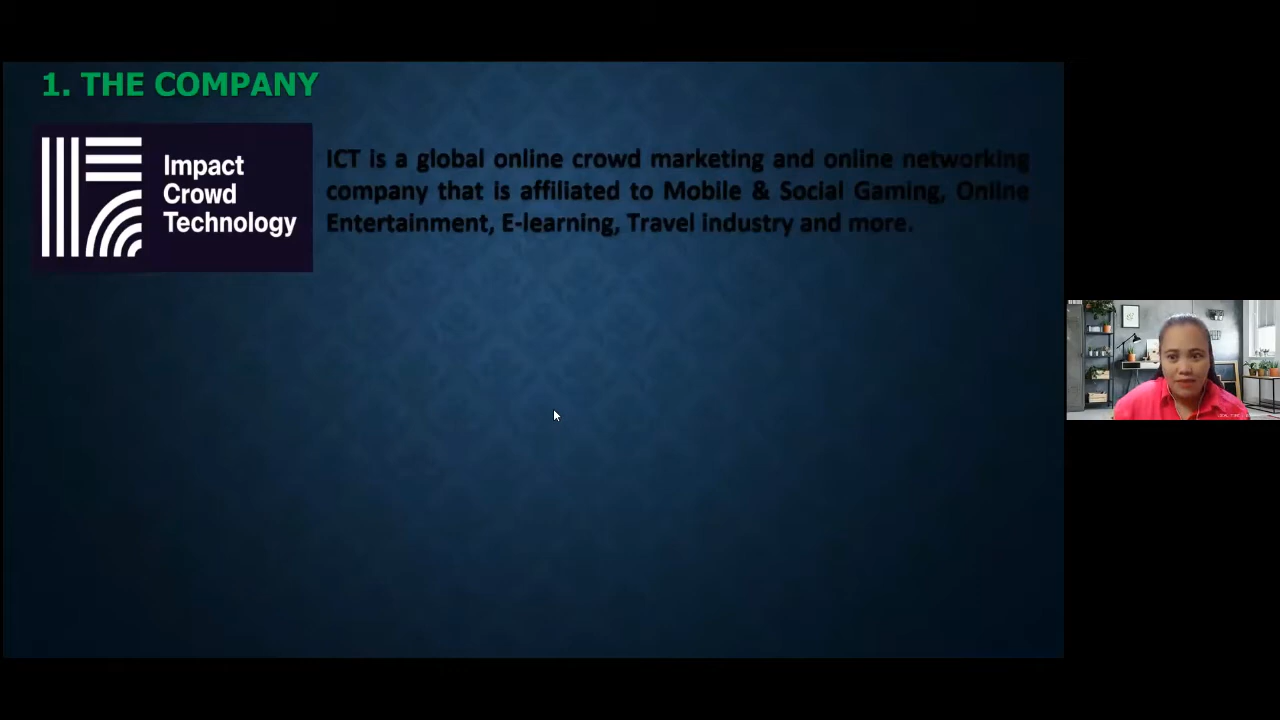 1. THE COMPANY
Impact
Crowd
Technology
ICT is a global online crowd marketing and online networking
company that is affiliated to Mobile & Social Gaming, Online
Entertainment, E-learning, Travel industry and more.